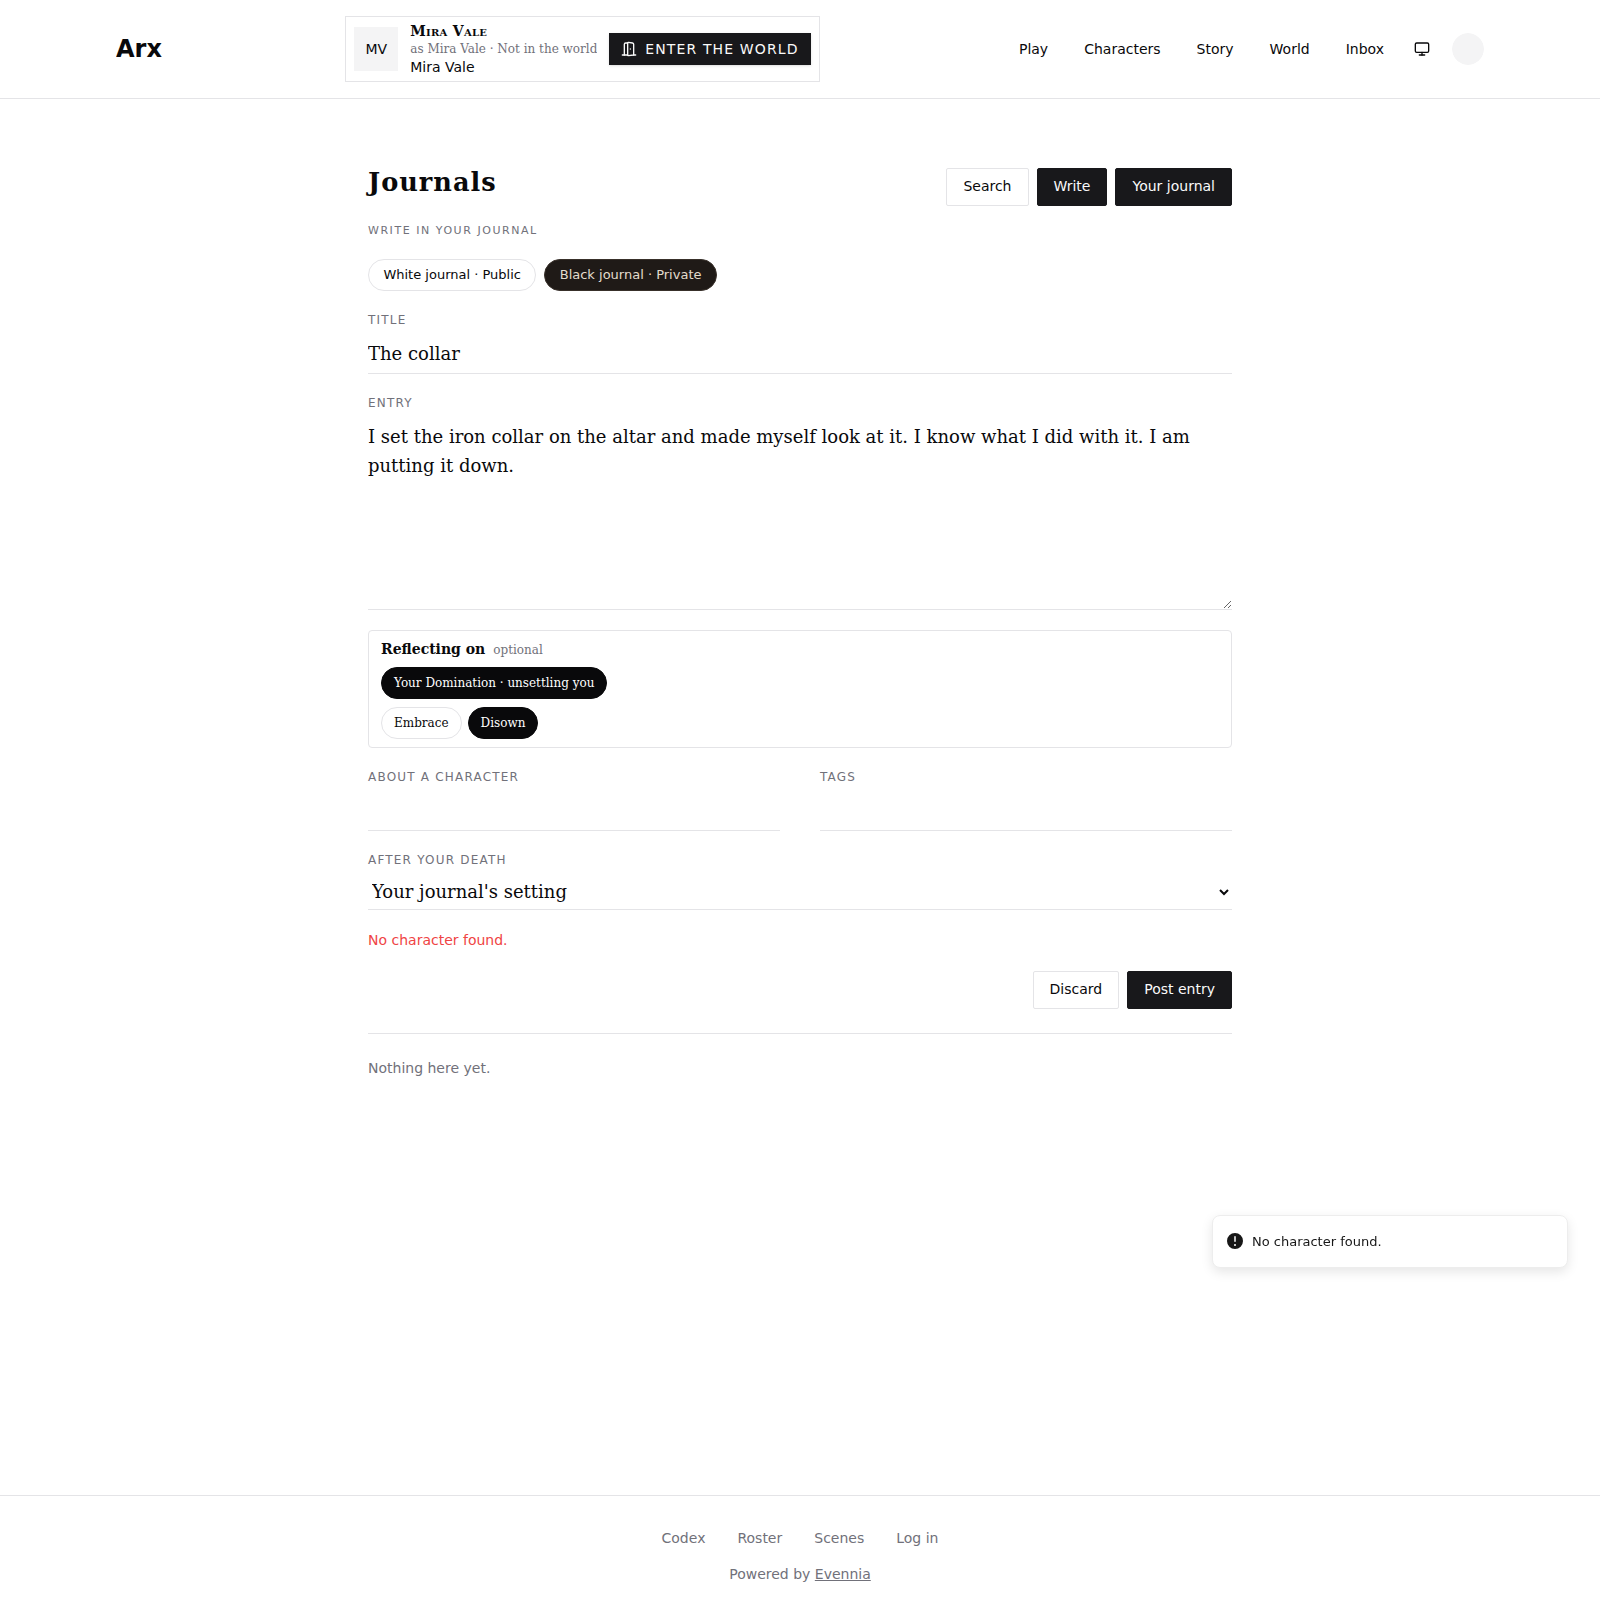 Arx
MV
Mira Vale
as Mira Vale · Not in the world
Mira Vale
ENTER THE WORLD
Play
Characters
Story
World
Inbox
Journals
Search
Write
Your journal
WRITE IN YOUR JOURNAL
White journal · Public
Black journal · Private
TITLE
The collar
ENTRY
I set the iron collar on the altar and made myself look at it. I know what I did with it. I am
putting it down.
Reflecting on optional
Your Domination · unsettling you
Embrace
Disown
ABOUT A CHARACTER
TAGS
AFTER YOUR DEATH
Your journal's setting
No character found.
Discard
Post entry
Nothing here yet.
No character found.
Codex
Roster
Scenes
Log in
Powered by Evennia